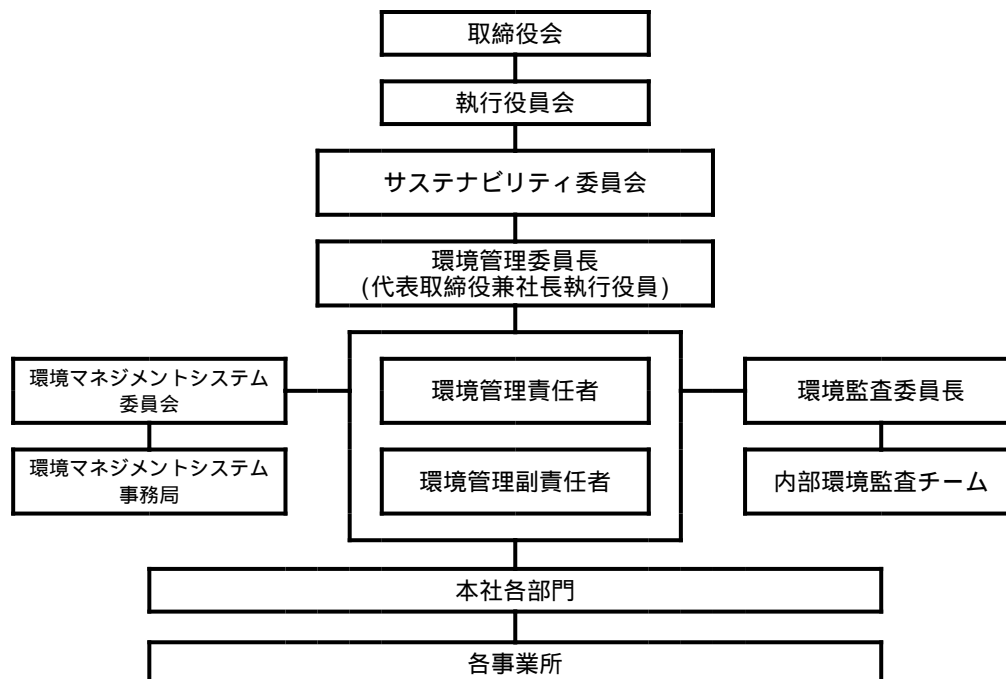 取締役会
執行役員会
サステナビリティ委員会
環境管理委員長
(代表取締役兼社長執行役員)
環境マネジメントシステム
委員会
環境管理責任者
環境監査委員長
環境マネジメントシステム
事務局
環境管理副責任者
内部環境監査チーム
本社各部門
各事業所